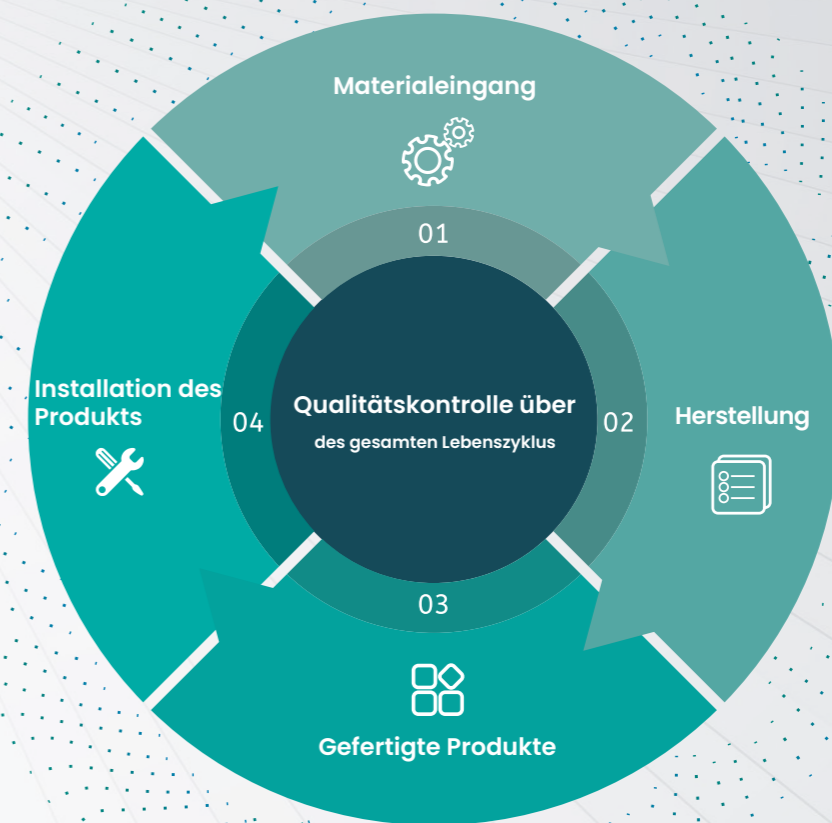 Materialeingang
01
Qualitätskontrolle über
des gesamten Lebenszyklus
02
Herstellung
03
Gefertigte Produkte
04
Installation des
Produkts